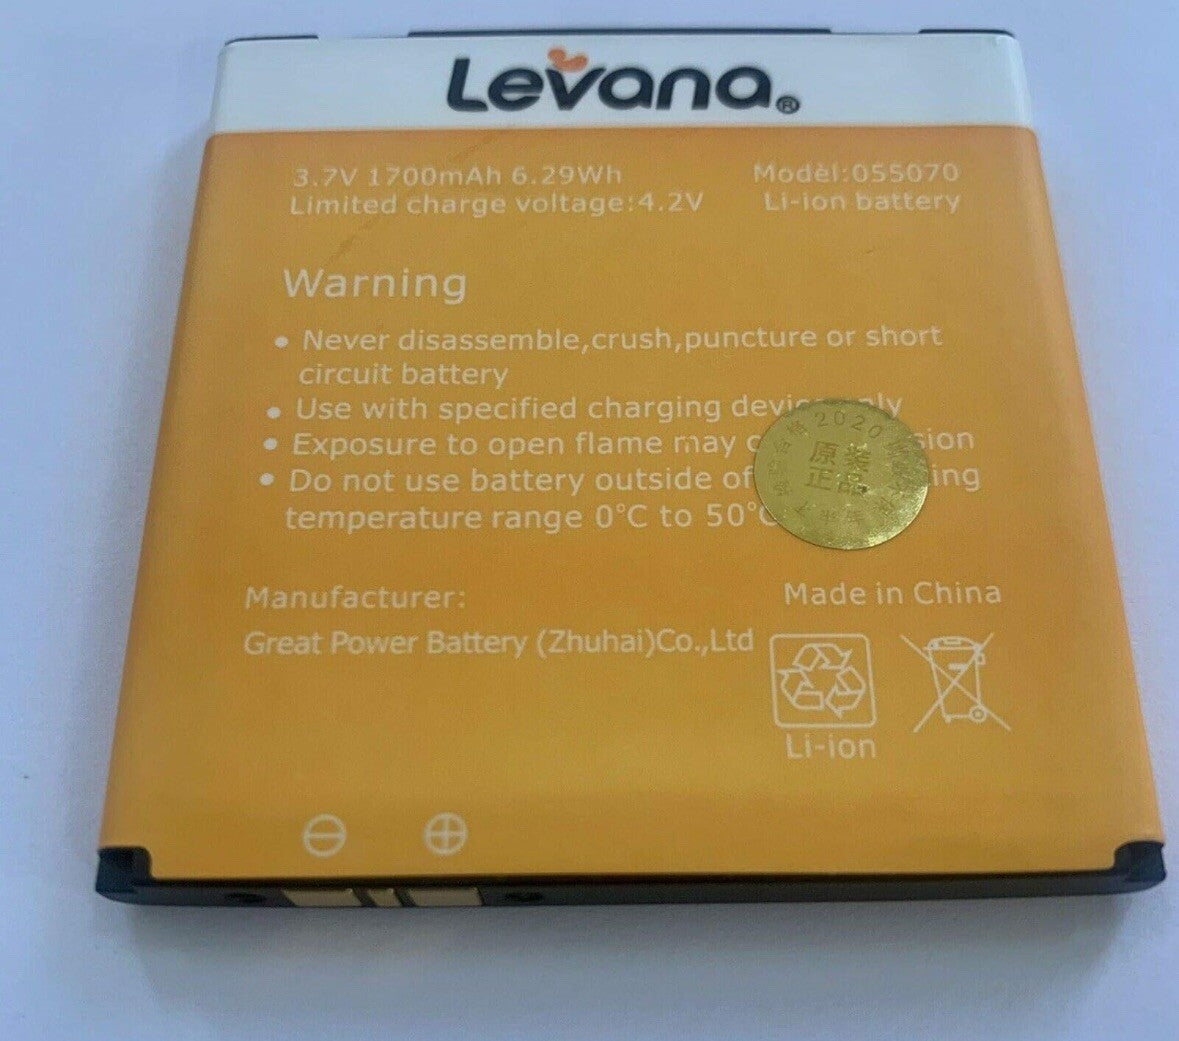 Levana®
3.7V 1700mAh 6.29Wh
Limited charge voltage:4.2V
Model:055070
Li-ion battery
Warning
• Never disassemble,crush,puncture or short
circuit battery
• Use with specified charging
• Exposure to open flame may
• Do not use battery outside of
temperature range 0°C to 50°C
2020
原装
正品
Manufacturer:
Great Power Battery (Zhuhai)Co.,Ltd
Made in China
Li-ion